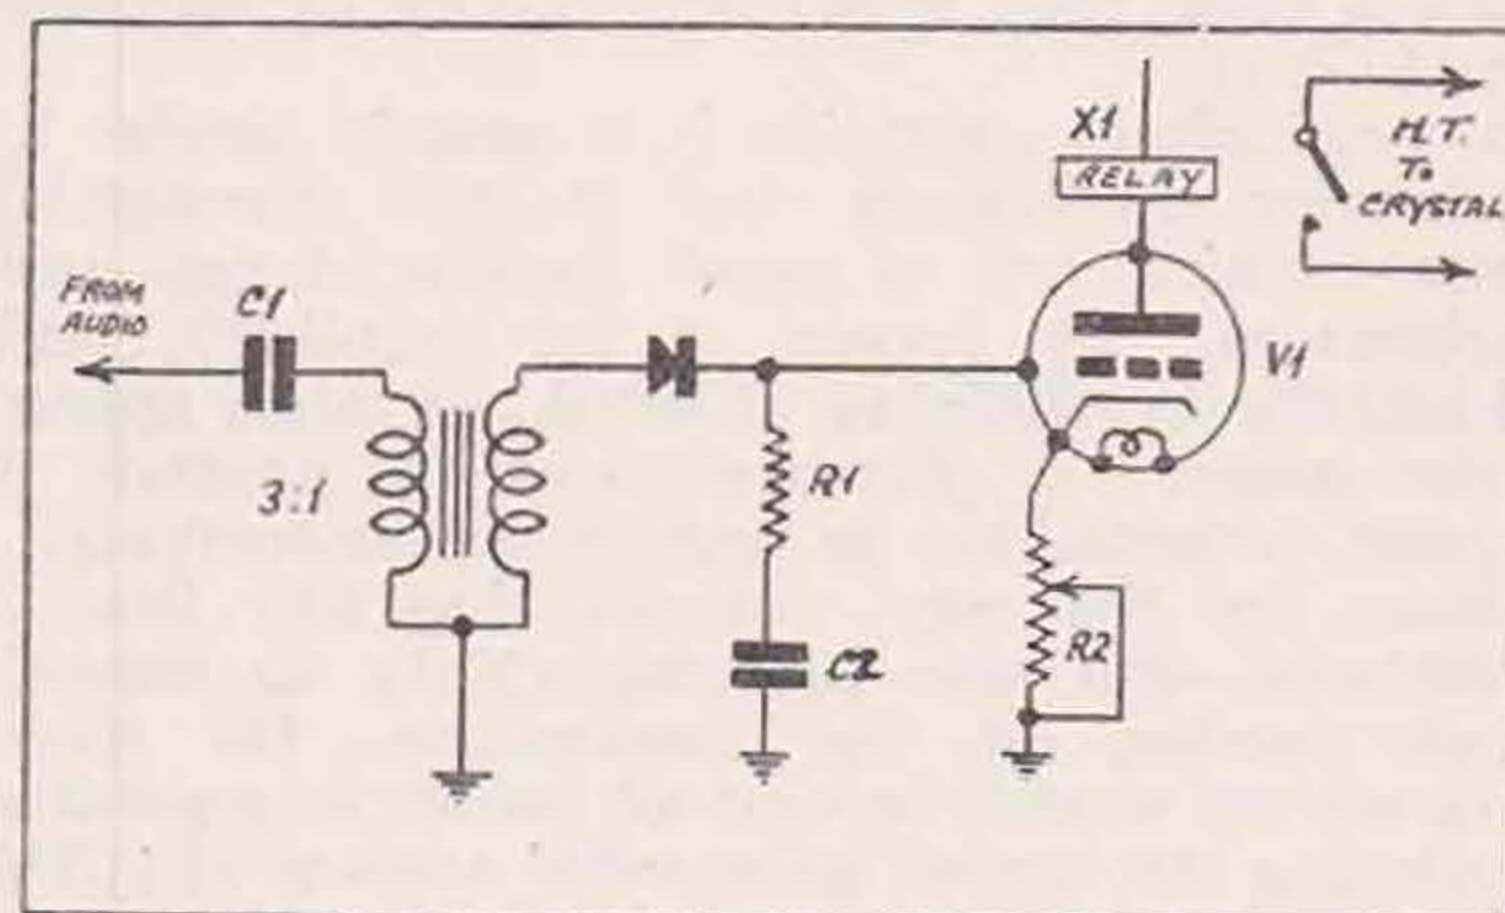 FROM
AUDIO
C1
3:1
R1
C2
X1
RELAY
V1
R2
H.T.
To
CRYSTAL